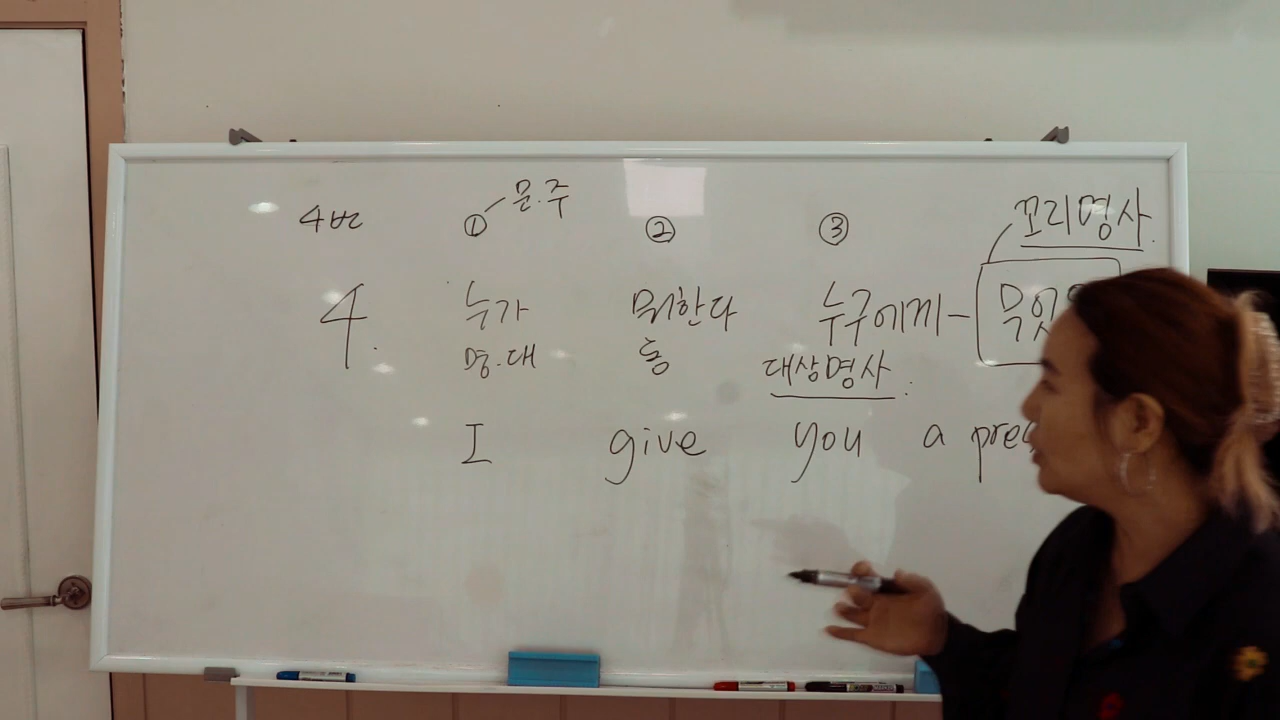 4번 ① 문.주 ② ③ 꼬리명사.
4. 누가 뭐한다 누구에게 - 무엇
명.대 동 대상명사.
I give you a